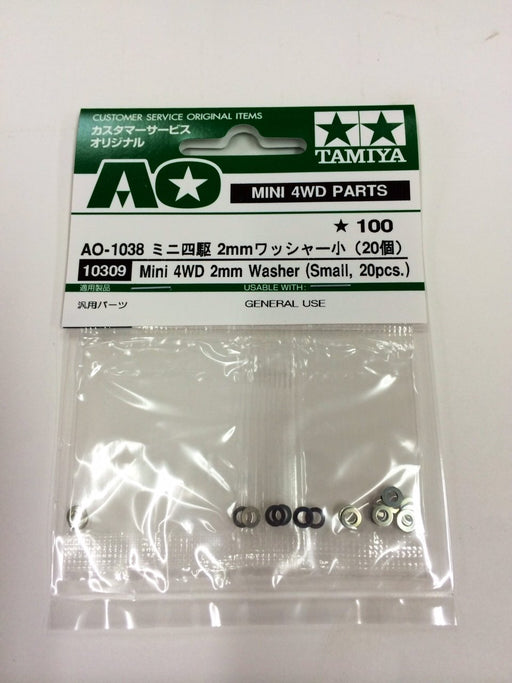 CUSTOMER SERVICE ORIGINAL ITEMS
カスタマーサービス
オリジナル
TAMIYA
AO
MINI 4WD PARTS
★ 100
AO-1038 ミニ四駆 2mmワッシャー小（20個）
10309 Mini 4WD 2mm Washer (Small, 20pcs.)
適用製品 USABLE WITH:
汎用パーツ GENERAL USE